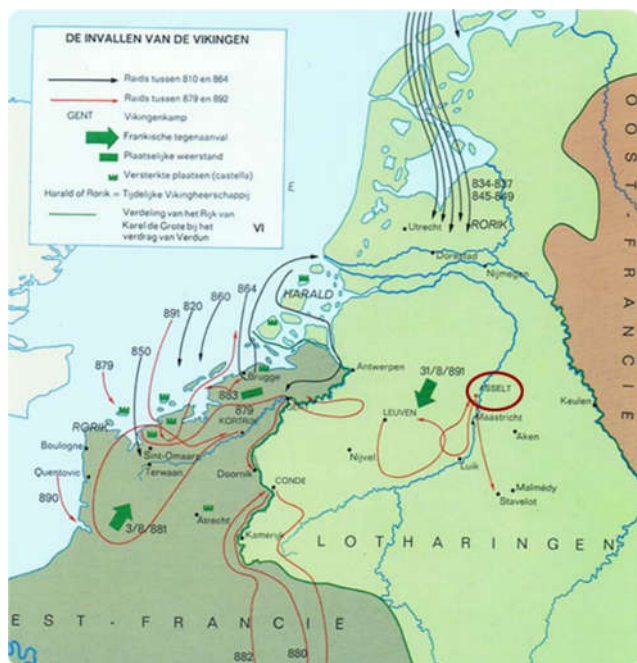 DE INVALLEN VAN DE VIKINGEN
Raids tussen 810 en 864
Raids tussen 879 en 892
GENT Vikingenkamp
Frankische tegenaanval
Plaatselijke weerstand
Versterkte plaatsen (castella)
Harald of Rorik = Tijdelijke Vikingheerschappij
Verdeling van het Rijk van
Karel de Grote bij het
verdrag van Verdun VI
E
834-837
845-849
RORIK
Utrecht
Dorestad
Nijmegen
OOST-FRANCIE
HARALD
864
860
820
891
850
879
Brugge
883
879
KORTRIJK
Antwerpen
31/8/891
ASSELT
LEUVEN
Maastricht
Keulen
Aken
RORIK
Boulogne
Sint-Omaars
Terwaan
Quentovic
890
Doornik
Nijvel
Luik
Malmédy
Stavelot
CONDE
3/8/881
Atrecht
Kamerijk
LOTHARINGEN
EST-FRANCIE
882
880